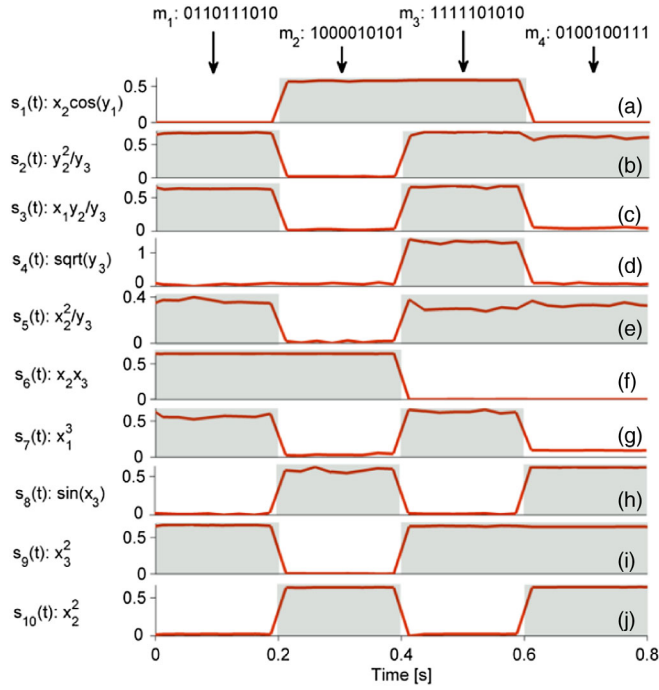 m₁: 0110111010
m₂: 1000010101
m₃: 1111101010
m₄: 0100100111
s₁(t): x₂cos(y₁)
0.5
0
(a)
s₂(t): y₂²/y₃
0.5
0
(b)
s₃(t): x₁y₂/y₃
0.5
0
(c)
s₄(t): sqrt(y₃)
1
0
(d)
s₅(t): x₂²/y₃
0.4
0
(e)
s₆(t): x₂x₃
0.5
0
(f)
s₇(t): x₁³
0.5
0
(g)
s₈(t): sin(x₃)
0.5
0
(h)
s₉(t): x₃²
0.5
0
(i)
s₁₀(t): x₂²
0.5
0
(j)
0 0.2 0.4 0.6 0.8
Time [s]